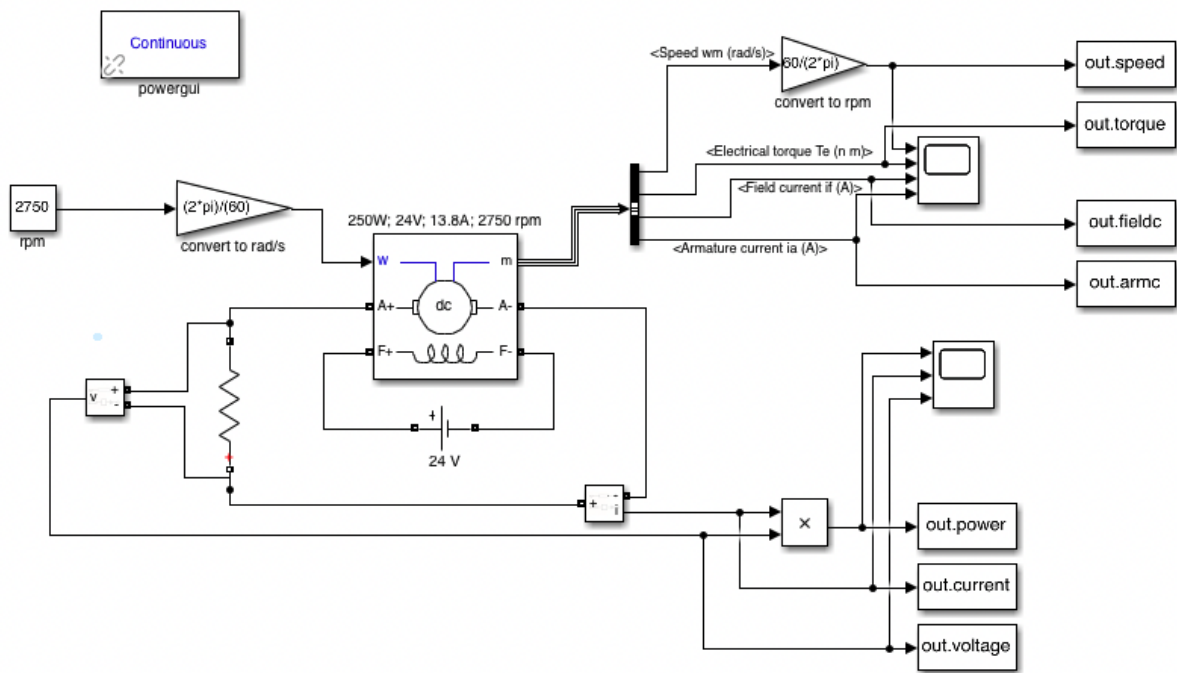 Continuous
powergui
<Speed wm (rad/s)>
60/(2*pi)
convert to rpm
out.speed
out.torque
<Electrical torque Te (n m)>
<Field current if (A)>
<Armature current ia (A)>
out.fieldc
out.armc
2750
rpm
(2*pi)/(60)
convert to rad/s
250W; 24V; 13.8A; 2750 rpm
w
m
A+
dc
A-
F+
F-
+
24 V
v
+
-
+
-
i
×
out.power
out.current
out.voltage